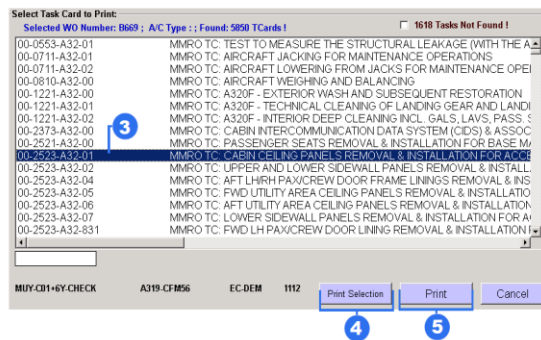 Select Task Card to Print:
Selected WO Number: B669 ; A/C Type : ; Found: 5850 TCards !
1618 Tasks Not Found !
00-0553-A32-01 MMRO TC: TEST TO MEASURE THE STRUCTURAL LEAKAGE (WITH THE A
00-0711-A32-01 MMRO TC: AIRCRAFT JACKING FOR MAINTENANCE OPERATIONS
00-0711-A32-02 MMRO TC: AIRCRAFT LOWERING FROM JACKS FOR MAINTENANCE OPEI
00-0810-A32-00 MMRO TC: AIRCRAFT WEIGHING AND BALANCING
00-1221-A32-00 MMRO TC: A320F - EXTERIOR WASH AND SUBSEQUENT RESTORATION
00-1221-A32-01 MMRO TC: A320F - TECHNICAL CLEANING OF LANDING GEAR AND LANDI
00-1221-A32-02 MMRO TC: A320F - INTERIOR DEEP CLEANING INCL. GALS, LAVS, PASS. S
00-2373-A32-00 MMRO TC: CABIN INTERCOMMUNICATION DATA SYSTEM (CIDS) & ASSOC
00-2521-A32-00 MMRO TC: PASSENGER SEATS REMOVAL & INSTALLATION FOR BASE M
00-2523-A32-01 MMRO TC: CABIN CEILING PANELS REMOVAL & INSTALLATION FOR ACCE
00-2523-A32-02 MMRO TC: UPPER AND LOWER SIDEWALL PANELS REMOVAL & INSTALL
00-2523-A32-04 MMRO TC: AFT LH/RH PAX/CREW DOOR FRAME LININGS REMOVAL & INS
00-2523-A32-05 MMRO TC: FWD UTILITY AREA CEILING PANELS REMOVAL & INSTALLATIO
00-2523-A32-06 MMRO TC: AFT UTILITY AREA CEILING PANELS REMOVAL & INSTALLATION
00-2523-A32-07 MMRO TC: LOWER SIDEWALL PANELS REMOVAL & INSTALLATION FOR A
00-2523-A32-831 MMRO TC: FWD LH PAX/CREW DOOR LINING REMOVAL & INSTALLATION
3
MUY-C01+6Y-CHECK A319-CFM56 EC-DEM 1112
Print Selection
Print
Cancel
4
5